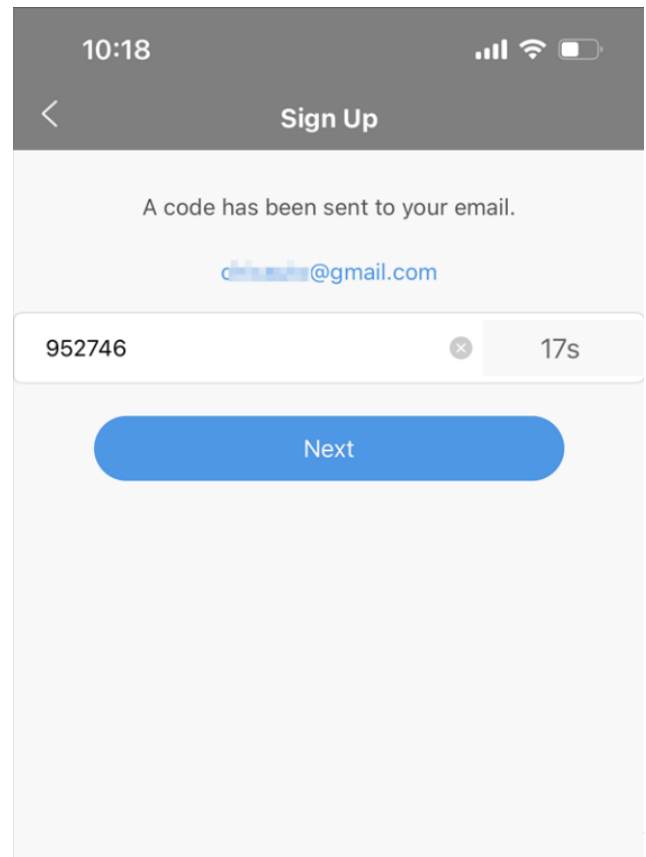 10:18
Sign Up
A code has been sent to your email.
@gmail.com
952746 17s
Next